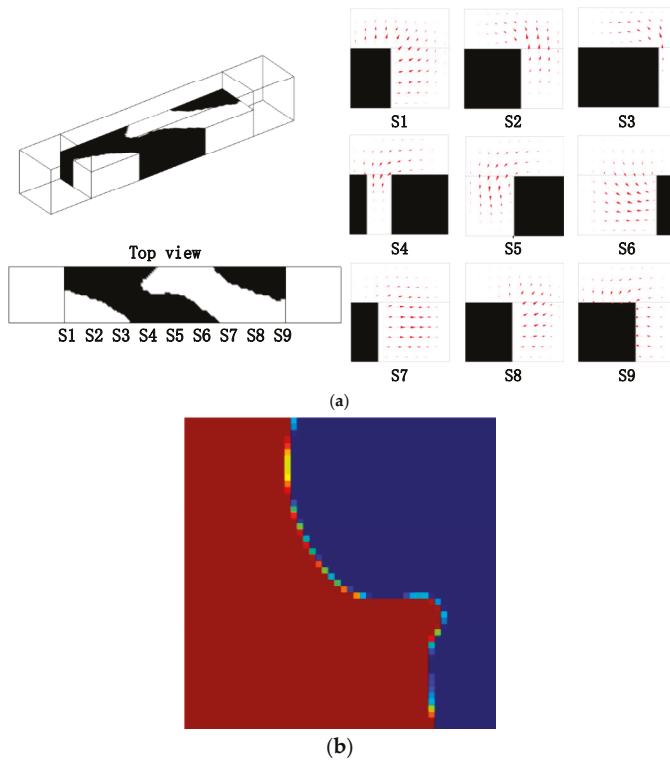 S1 S2 S3
S4 S5 S6
Top view
S1 S2 S3 S4 S5 S6 S7 S8 S9
S7 S8 S9
(a)
(b)